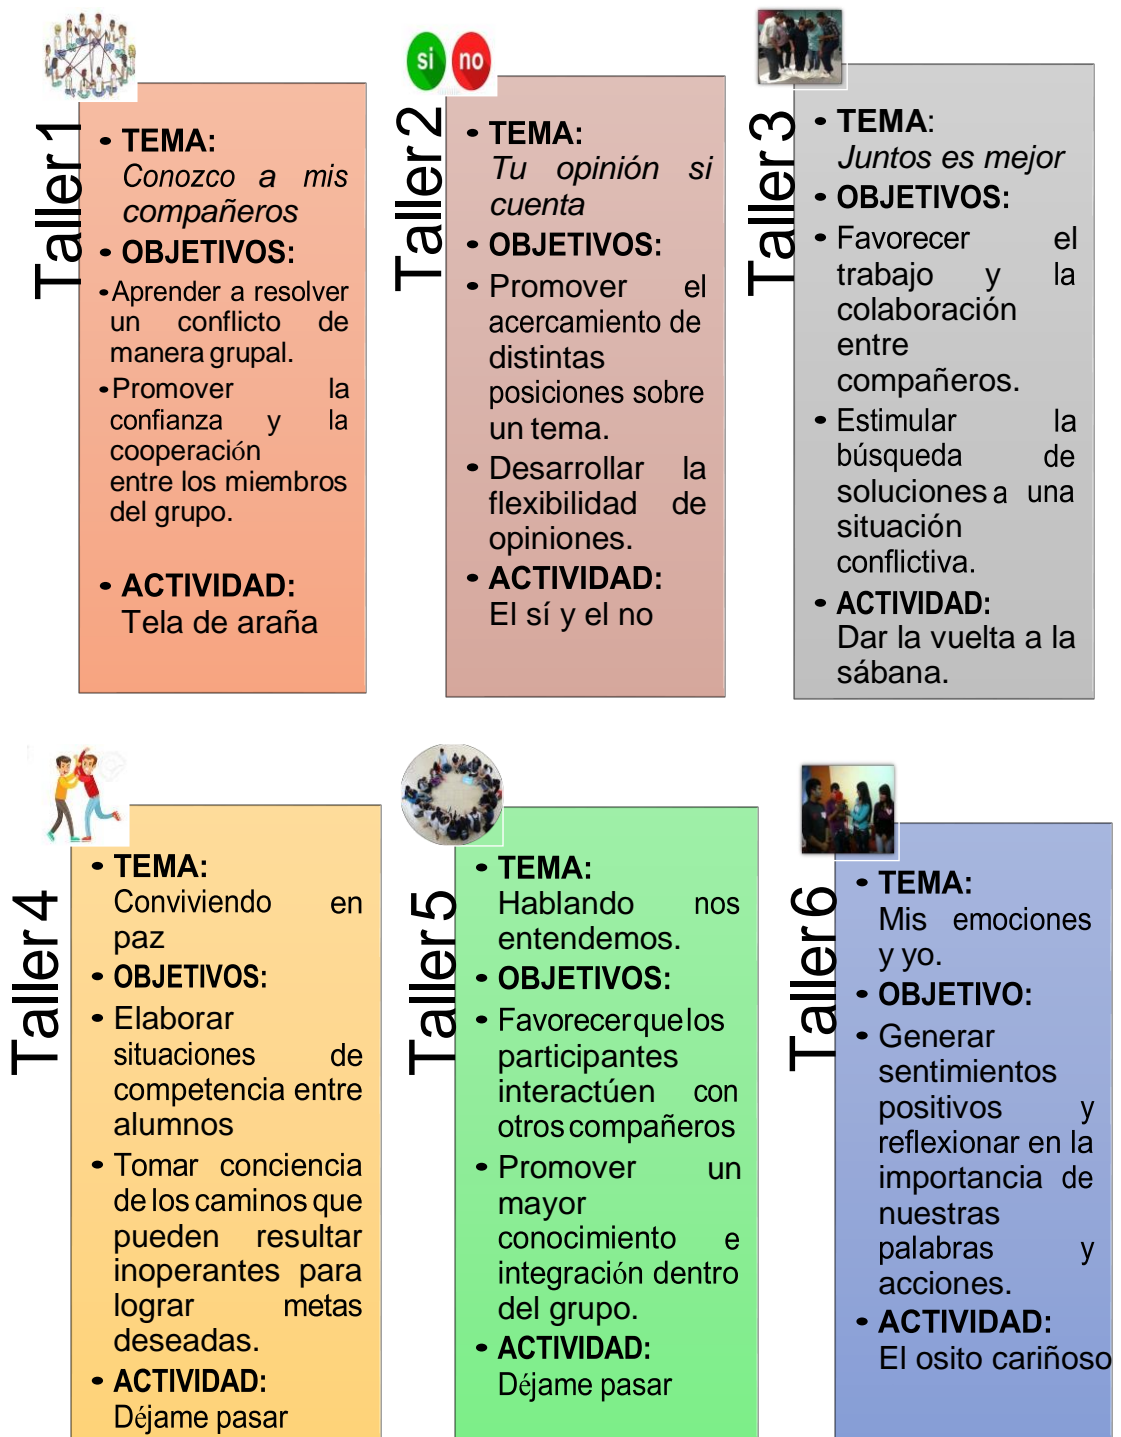 Taller 1
• TEMA:
Conozco a mis
compañeros
• OBJETIVOS:
•Aprender a resolver
un conflicto de
manera grupal.
•Promover la
confianza y la
cooperación
entre los miembros
del grupo.
• ACTIVIDAD:
Tela de araña
si no
Taller 2
• TEMA:
Tu opinión si
cuenta
• OBJETIVOS:
• Promover el
acercamiento de
distintas
posiciones sobre
un tema.
• Desarrollar la
flexibilidad de
opiniones.
• ACTIVIDAD:
El sí y el no
Taller 3
• TEMA:
Juntos es mejor
• OBJETIVOS:
• Favorecer el
trabajo y la
colaboración
entre
compañeros.
• Estimular la
búsqueda de
soluciones a una
situación
conflictiva.
• ACTIVIDAD:
Dar la vuelta a la
sábana.
Taller 4
• TEMA:
Conviviendo en
paz
• OBJETIVOS:
• Elaborar
situaciones de
competencia entre
alumnos
• Tomar conciencia
de los caminos que
pueden resultar
inoperantes para
lograr metas
deseadas.
• ACTIVIDAD:
Déjame pasar
Taller 5
• TEMA:
Hablando nos
entendemos.
• OBJETIVOS:
• Favorecer que los
participantes
interactúen con
otros compañeros
• Promover un
mayor
conocimiento e
integración dentro
del grupo.
• ACTIVIDAD:
Déjame pasar
Taller 6
• TEMA:
Mis emociones
y yo.
• OBJETIVO:
• Generar
sentimientos
positivos y
reflexionar en la
importancia de
nuestras
palabras y
acciones.
• ACTIVIDAD:
El osito cariñoso